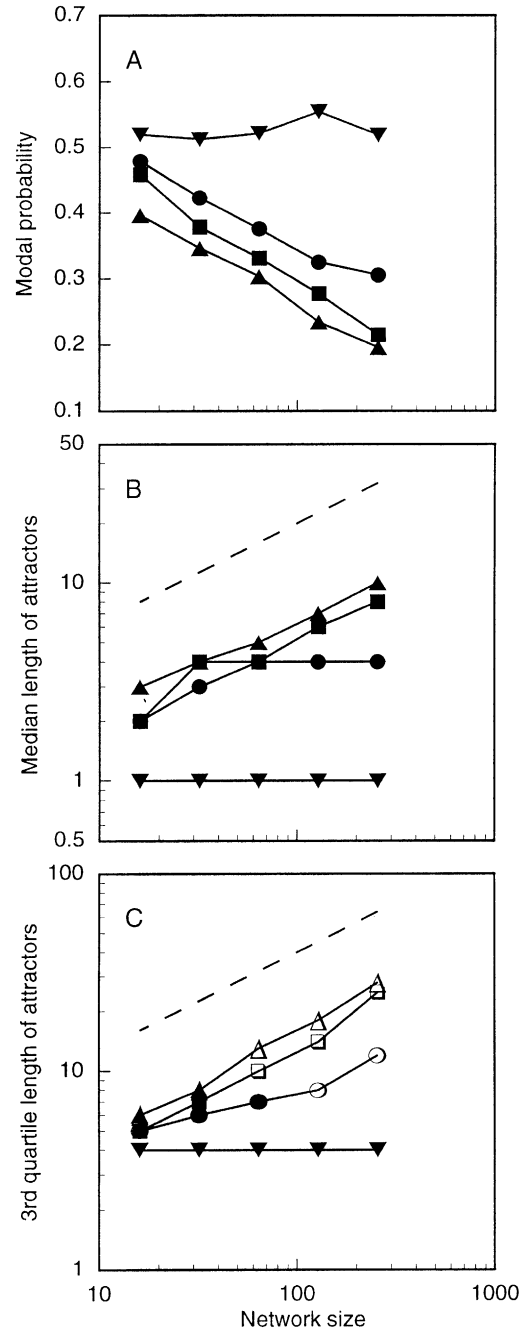 0.7
A
0.6
0.5
0.4
0.3
0.2
0.1
Modal probability
50
B
10
1
0.5
Median length of attractors
100
C
10
1
3rd quartile length of attractors
10
100
1000
Network size